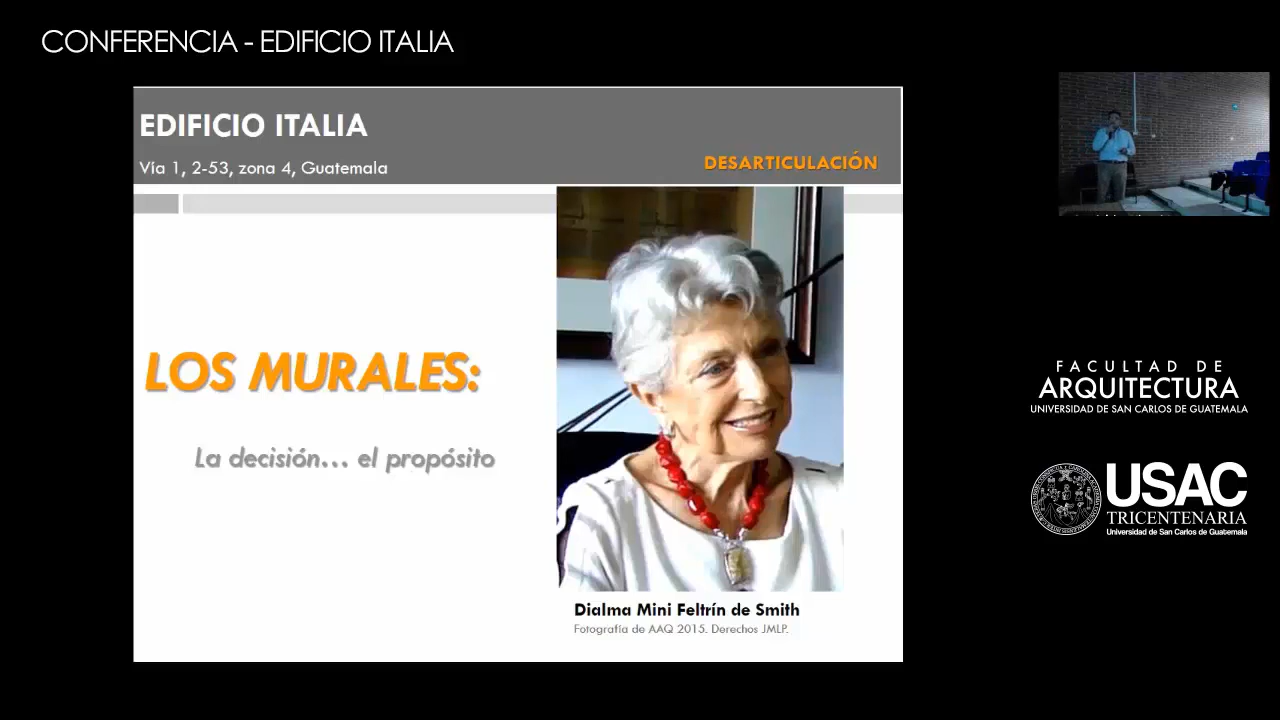 CONFERENCIA - EDIFICIO ITALIA
EDIFICIO ITALIA
Vía 1, 2-53, zona 4, Guatemala
DESARTICULACIÓN
LOS MURALES:
La decisión... el propósito
Dialma Mini Feltrín de Smith
Fotografía de AAQ 2015. Derechos JMLP.
FACULTAD DE
ARQUITECTURA
UNIVERSIDAD DE SAN CARLOS DE GUATEMALA
USAC
TRICENTENARIA
Universidad de San Carlos de Guatemala